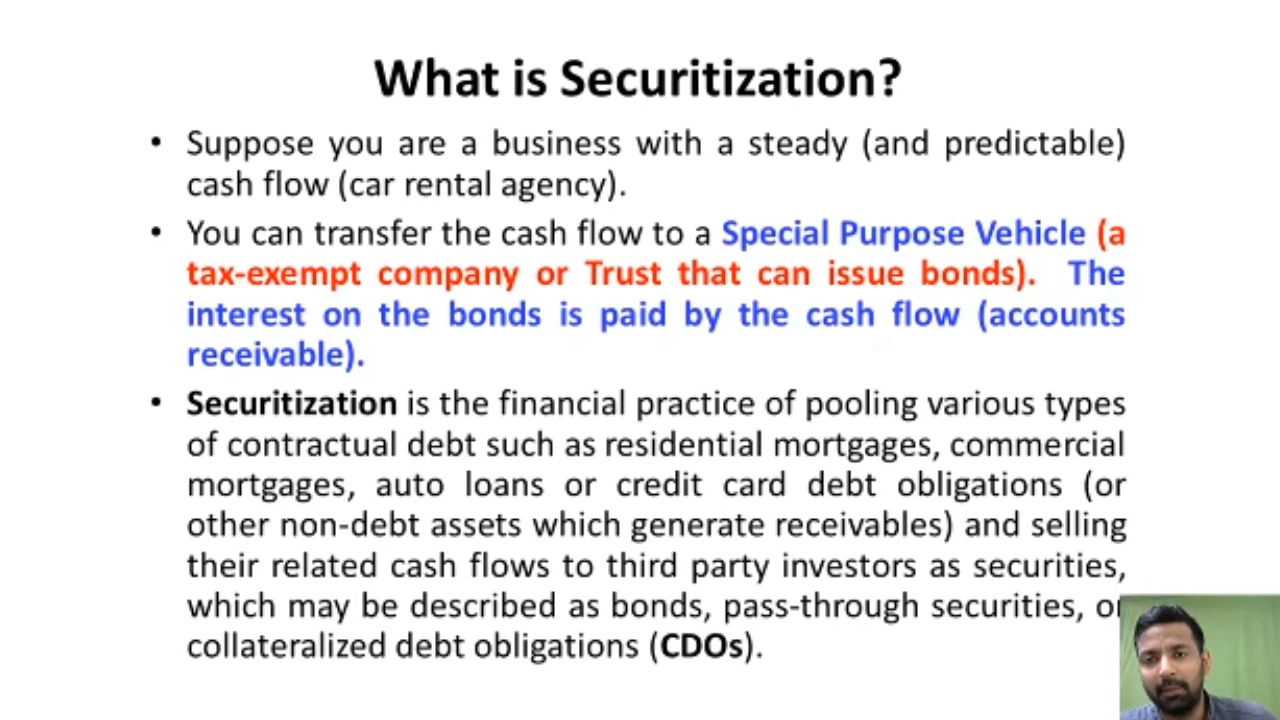 What is Securitization?
• Suppose you are a business with a steady (and predictable)
cash flow (car rental agency).
• You can transfer the cash flow to a Special Purpose Vehicle (a
tax-exempt company or Trust that can issue bonds). The
interest on the bonds is paid by the cash flow (accounts
receivable).
• Securitization is the financial practice of pooling various types
of contractual debt such as residential mortgages, commercial
mortgages, auto loans or credit card debt obligations (or
other non-debt assets which generate receivables) and selling
their related cash flows to third party investors as securities,
which may be described as bonds, pass-through securities, or
collateralized debt obligations (CDOs).